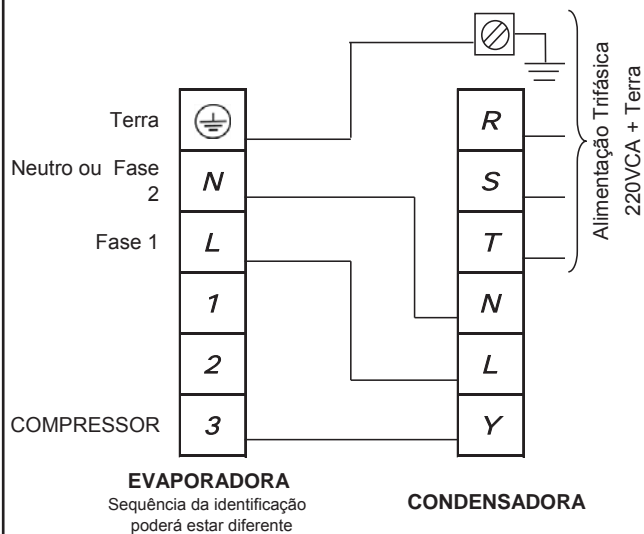 Terra
Neutro ou Fase
2
Fase 1
COMPRESSOR
N
L
1
2
3
EVAPORADORA
Sequência da identificação
poderá estar diferente
R
S
T
N
L
Y
CONDENSADORA
Alimentação Trifásica
220VCA + Terra